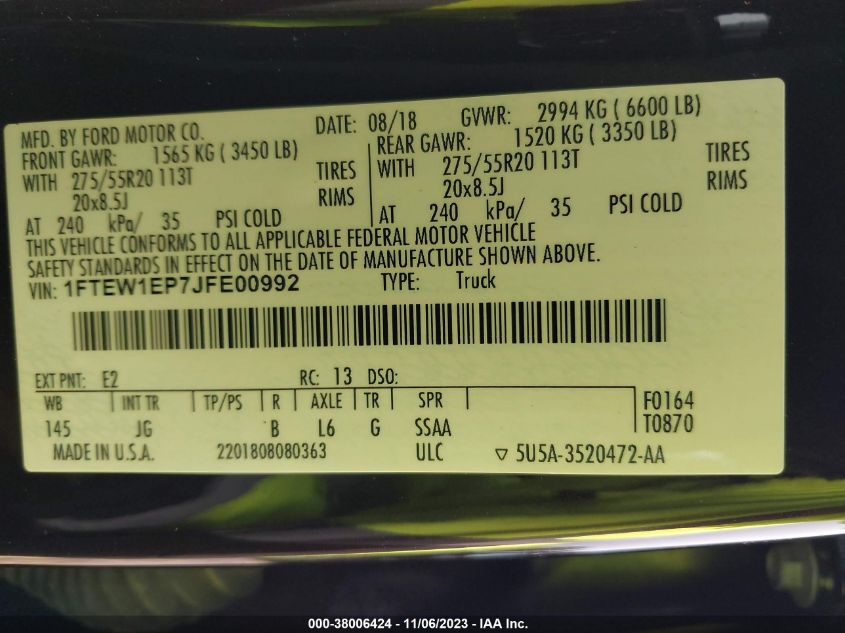 MFD. BY FORD MOTOR CO. DATE: 08/18 GVWR: 2994 KG ( 6600 LB)
FRONT GAWR: 1565 KG ( 3450 LB) REAR GAWR: 1520 KG ( 3350 LB)
WITH 275/55R20 113T TIRES WITH 275/55R20 113T TIRES
20x8.5J RIMS 20x8.5J RIMS
AT 240 kPa/ 35 PSI COLD AT 240 kPa/ 35 PSI COLD
THIS VEHICLE CONFORMS TO ALL APPLICABLE FEDERAL MOTOR VEHICLE
SAFETY STANDARDS IN EFFECT ON THE DATE OF MANUFACTURE SHOWN ABOVE.
VIN: 1FTEW1EP7JFE00992 TYPE: Truck
EXT PNT: E2 RC: 13 DSO:
WB INT TR TP/PS R AXLE TR SPR F0164
145 JG B L6 G SSAA T0870
MADE IN U.S.A. 2201808080363 ULC ▽ 5U5A-3520472-AA
000-38006424 - 11/06/2023 - IAA Inc.